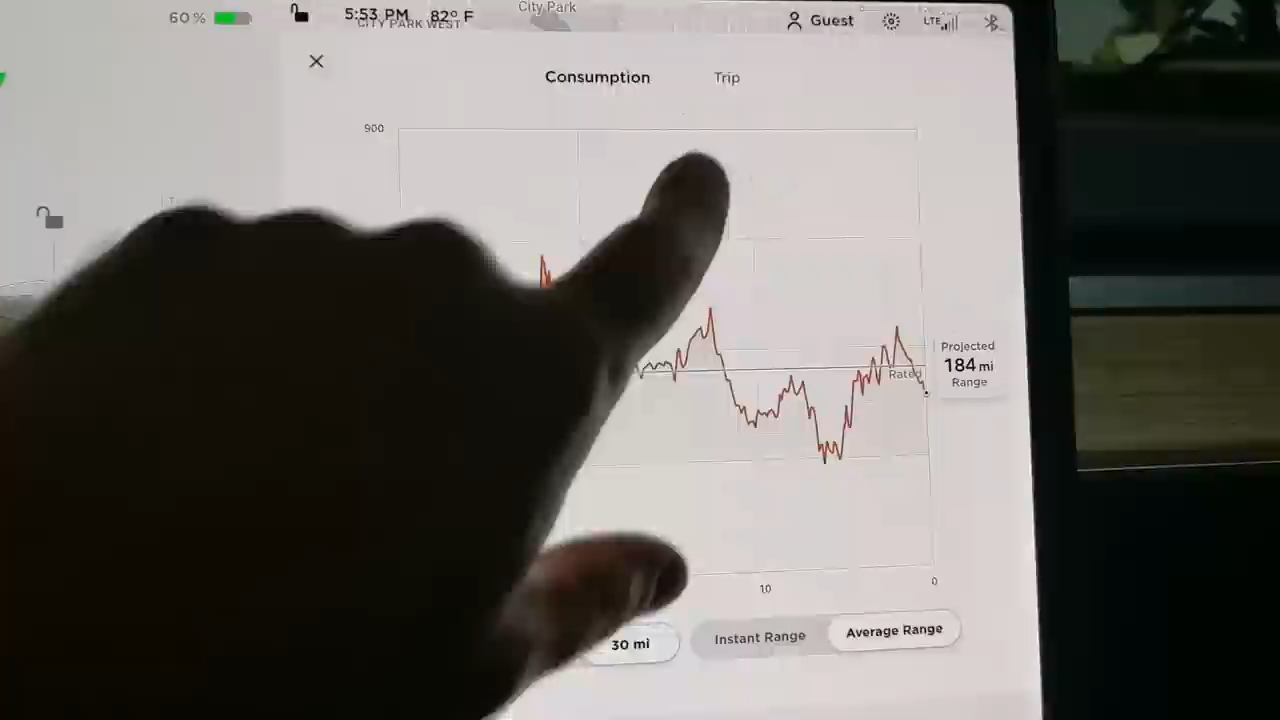 60 %
5:53 PM 82° F
City Park
CITY PARK WEST
Guest
LTE
Consumption Trip
900
Projected
184 mi
Range
Rated
10 0
30 mi
Instant Range
Average Range